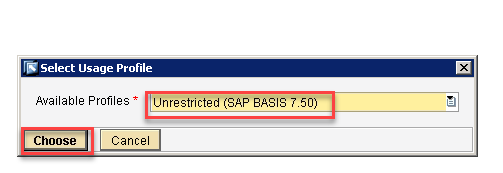 Select Usage Profile
Available Profiles * Unrestricted (SAP BASIS 7.50)
Choose Cancel